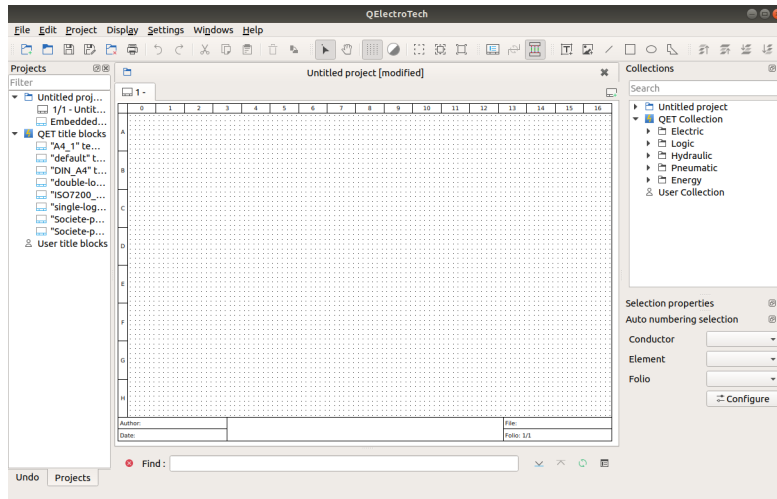 QElectroTech
File Edit Project Display Settings Windows Help
Projects
Filter
Untitled proj...
1/1 - Untit...
Embedded...
QET title blocks
"A4_1" te...
"default" t...
"DIN_A4" t...
"double-lo...
"ISO7200_...
"single-log...
"Societe-p...
"Societe-p...
User title blocks
Undo Projects
Untitled project [modified]
1 -
0 1 2 3 4 5 6 7 8 9 10 11 12 13 14 15 16
A
B
C
D
E
F
G
H
Author:
Date:
File:
Folio: 1/1
Find :
Collections
Search
Untitled project
QET Collection
Electric
Logic
Hydraulic
Pneumatic
Energy
User Collection
Selection properties
Auto numbering selection
Conductor
Element
Folio
Configure